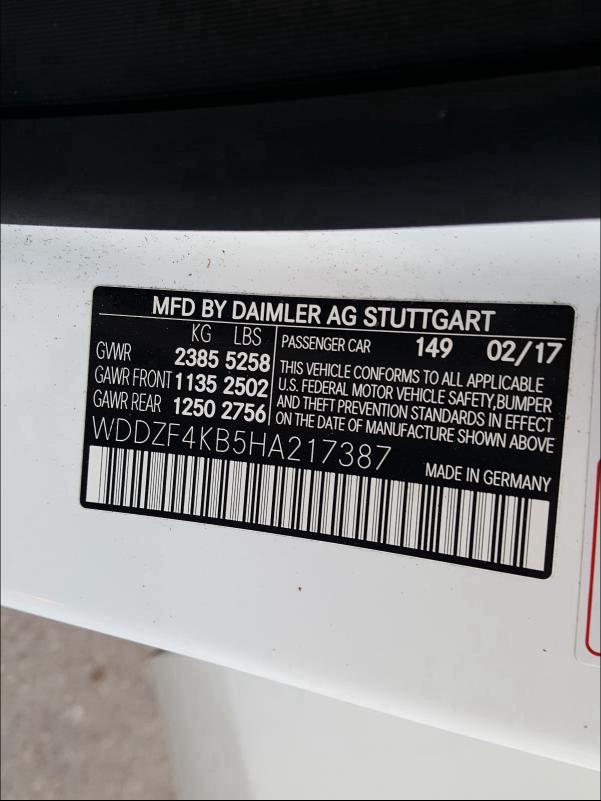 MFD BY DAIMLER AG STUTTGART
KG LBS
GVWR 2385 5258
GAWR FRONT 1135 2502
GAWR REAR 1250 2756
PASSENGER CAR 149 02/17
THIS VEHICLE CONFORMS TO ALL APPLICABLE
U.S. FEDERAL MOTOR VEHICLE SAFETY,BUMPER
AND THEFT PREVENTION STANDARDS IN EFFECT
ON THE DATE OF MANUFACTURE SHOWN ABOVE
WDDZF4KB5HA217387
MADE IN GERMANY